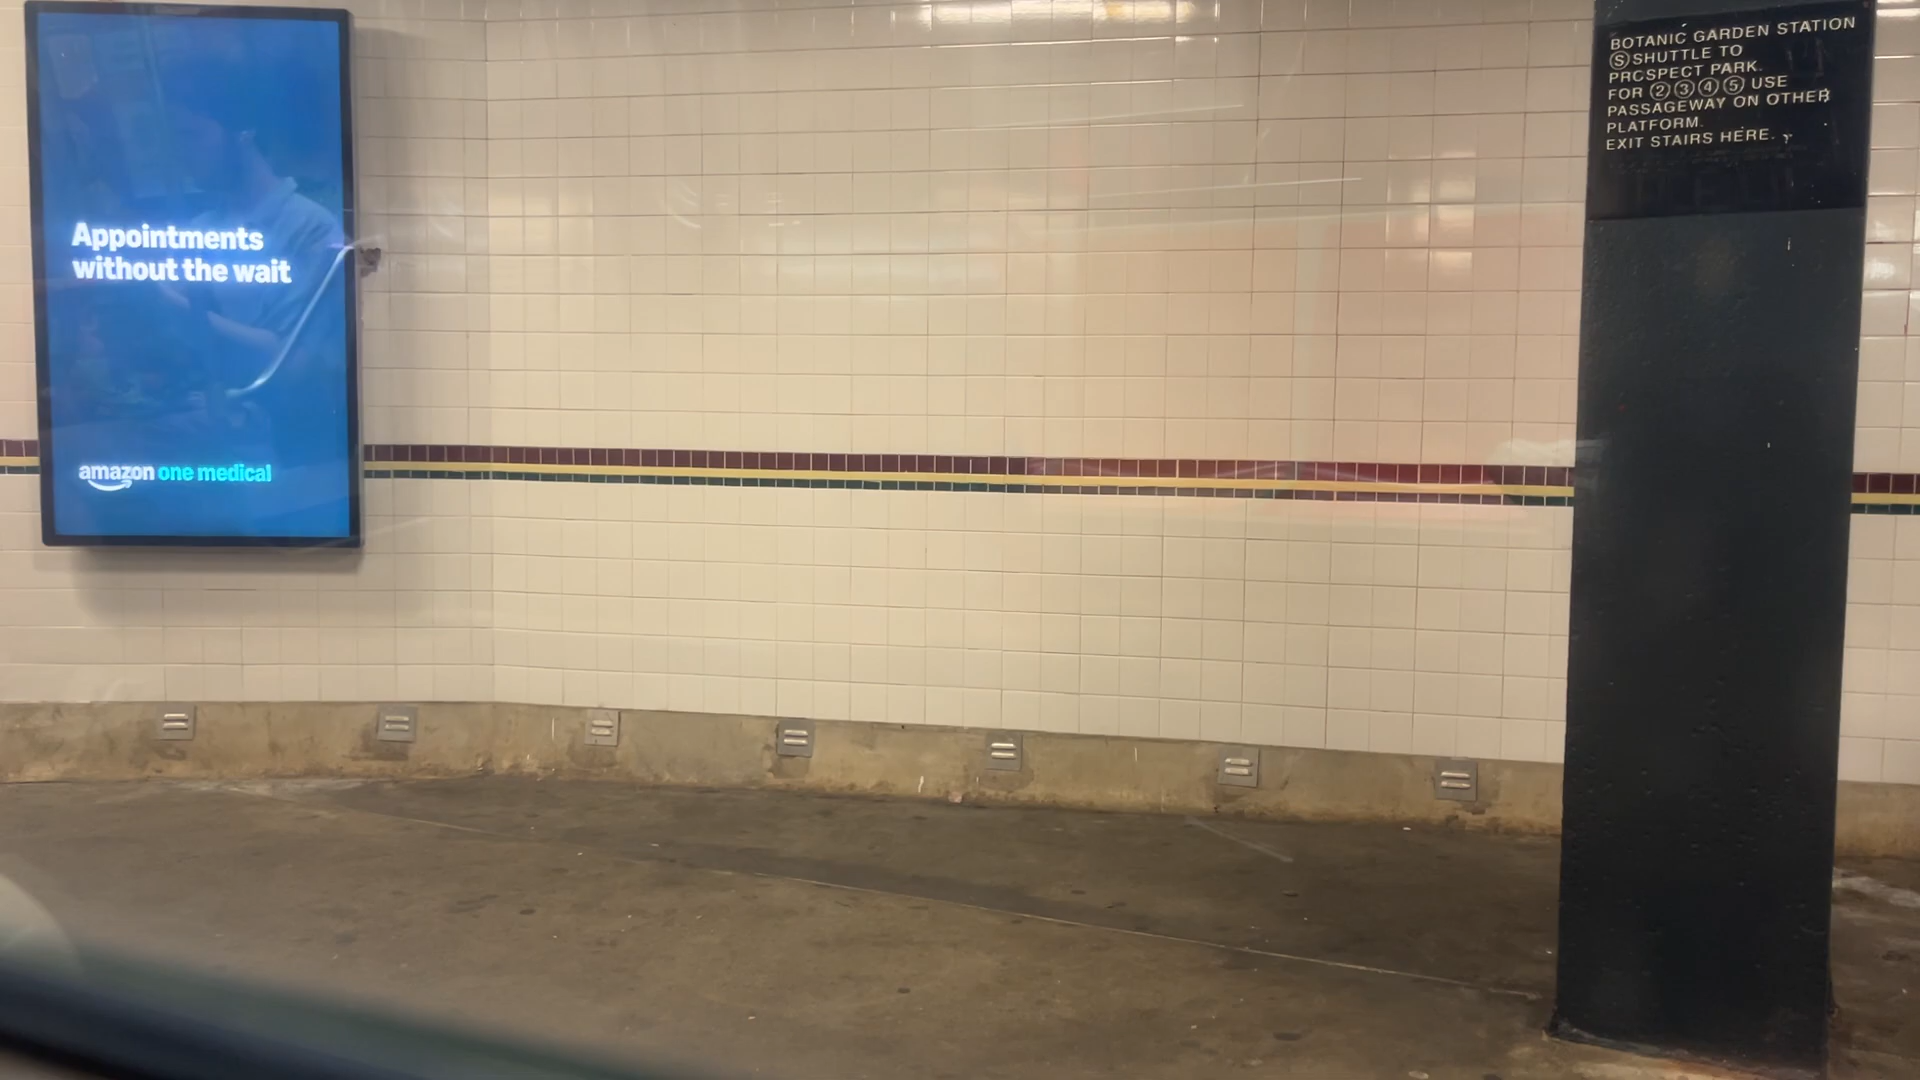 Appointments
without the wait
amazon one medical
BOTANIC GARDEN STATION
Ⓢ SHUTTLE TO
PROSPECT PARK.
FOR ② ③ ④ ⑤ USE
PASSAGEWAY ON OTHER
PLATFORM.
EXIT STAIRS HERE.